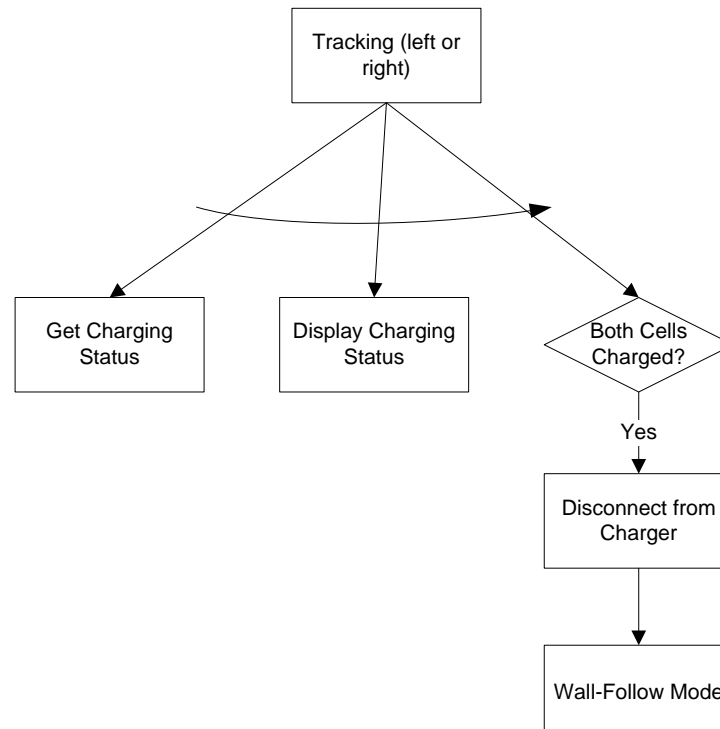 Tracking (left or
right)
Get Charging
Status
Display Charging
Status
Both Cells
Charged?
Yes
Disconnect from
Charger
Wall-Follow Mode